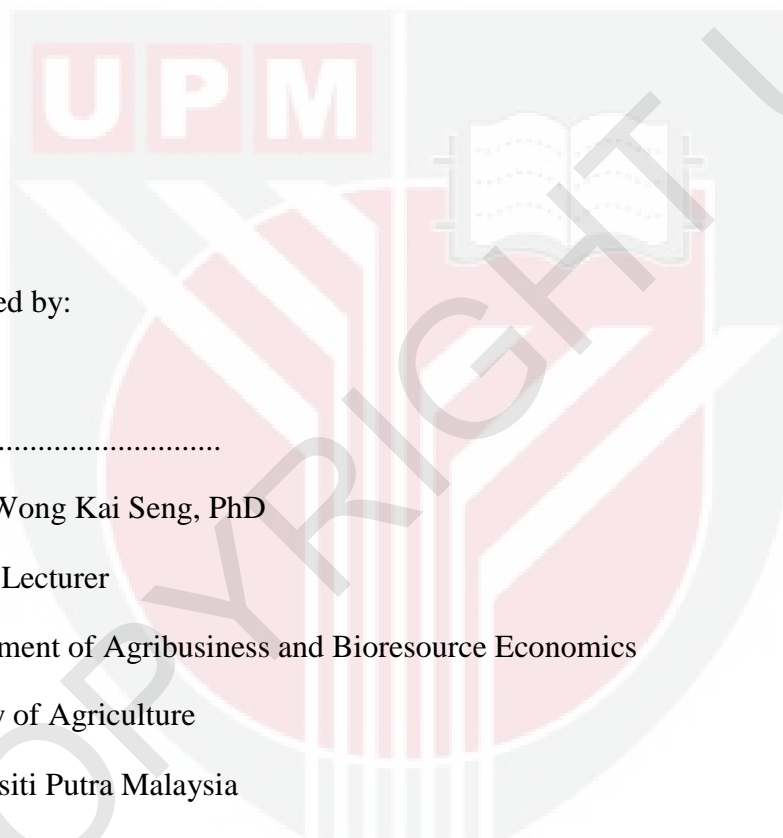 UPM
ed by:
............................
Wong Kai Seng, PhD
Lecturer
ment of Agribusiness and Bioresource Economics
y of Agriculture
siti Putra Malaysia
OPYRIGHT U